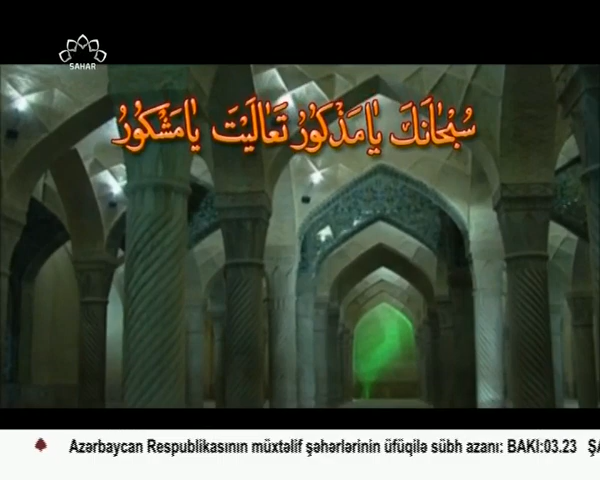 SAHAR
سُبْحٰانَكَ يٰا مَذْكُورُ تَعٰالَيْتَ يٰا مَشْكُورُ
Azərbaycan Respublikasının müxtəlif şəhərlərinin üfüqilə sübh azanı: BAKI:03.23